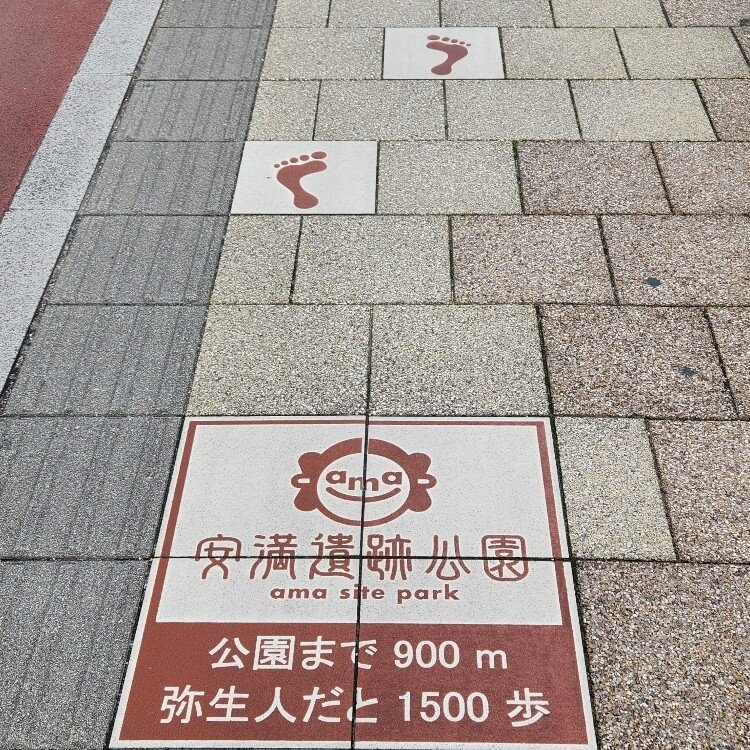 ama
安満遺跡公園
ama site park
公園まで 900 m
弥生人だと 1500 歩